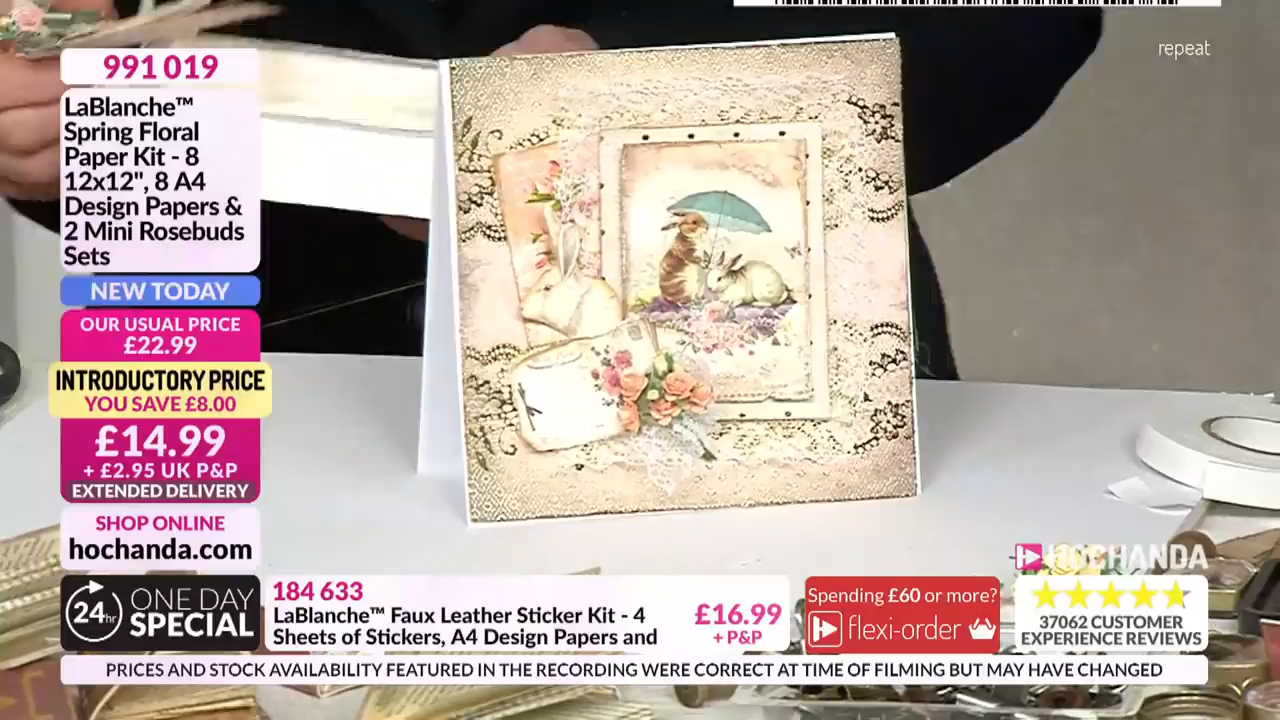 repeat
991 019
LaBlanche™
Spring Floral
Paper Kit - 8
12x12", 8 A4
Design Papers &
2 Mini Rosebuds
Sets
NEW TODAY
OUR USUAL PRICE
£22.99
INTRODUCTORY PRICE
YOU SAVE £8.00
£14.99
+ £2.95 UK P&P
EXTENDED DELIVERY
SHOP ONLINE
hochanda.com
24hr
ONE DAY
SPECIAL
184 633
LaBlanche™ Faux Leather Sticker Kit - 4
Sheets of Stickers, A4 Design Papers and
£16.99
+ P&P
Spending £60 or more?
flexi-order
HOCHANDA
37062 CUSTOMER
EXPERIENCE REVIEWS
PRICES AND STOCK AVAILABILITY FEATURED IN THE RECORDING WERE CORRECT AT TIME OF FILMING BUT MAY HAVE CHANGED